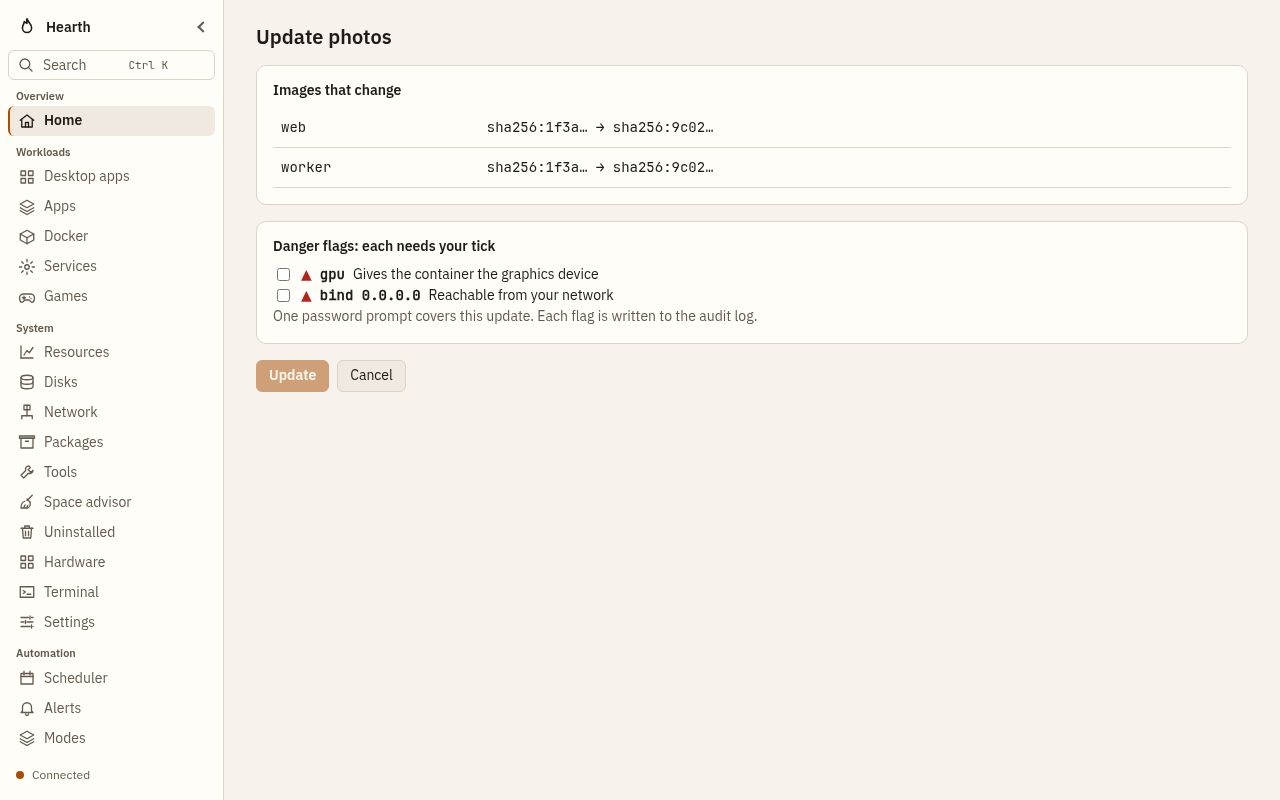 Hearth
Search Ctrl K
Overview
Home
Workloads
Desktop apps
Apps
Docker
Services
Games
System
Resources
Disks
Network
Packages
Tools
Space advisor
Uninstalled
Hardware
Terminal
Settings
Automation
Scheduler
Alerts
Modes
Connected
Update photos
Images that change
web sha256:1f3a… → sha256:9c02…
worker sha256:1f3a… → sha256:9c02…
Danger flags: each needs your tick
gpu Gives the container the graphics device
bind 0.0.0.0 Reachable from your network
One password prompt covers this update. Each flag is written to the audit log.
Update Cancel